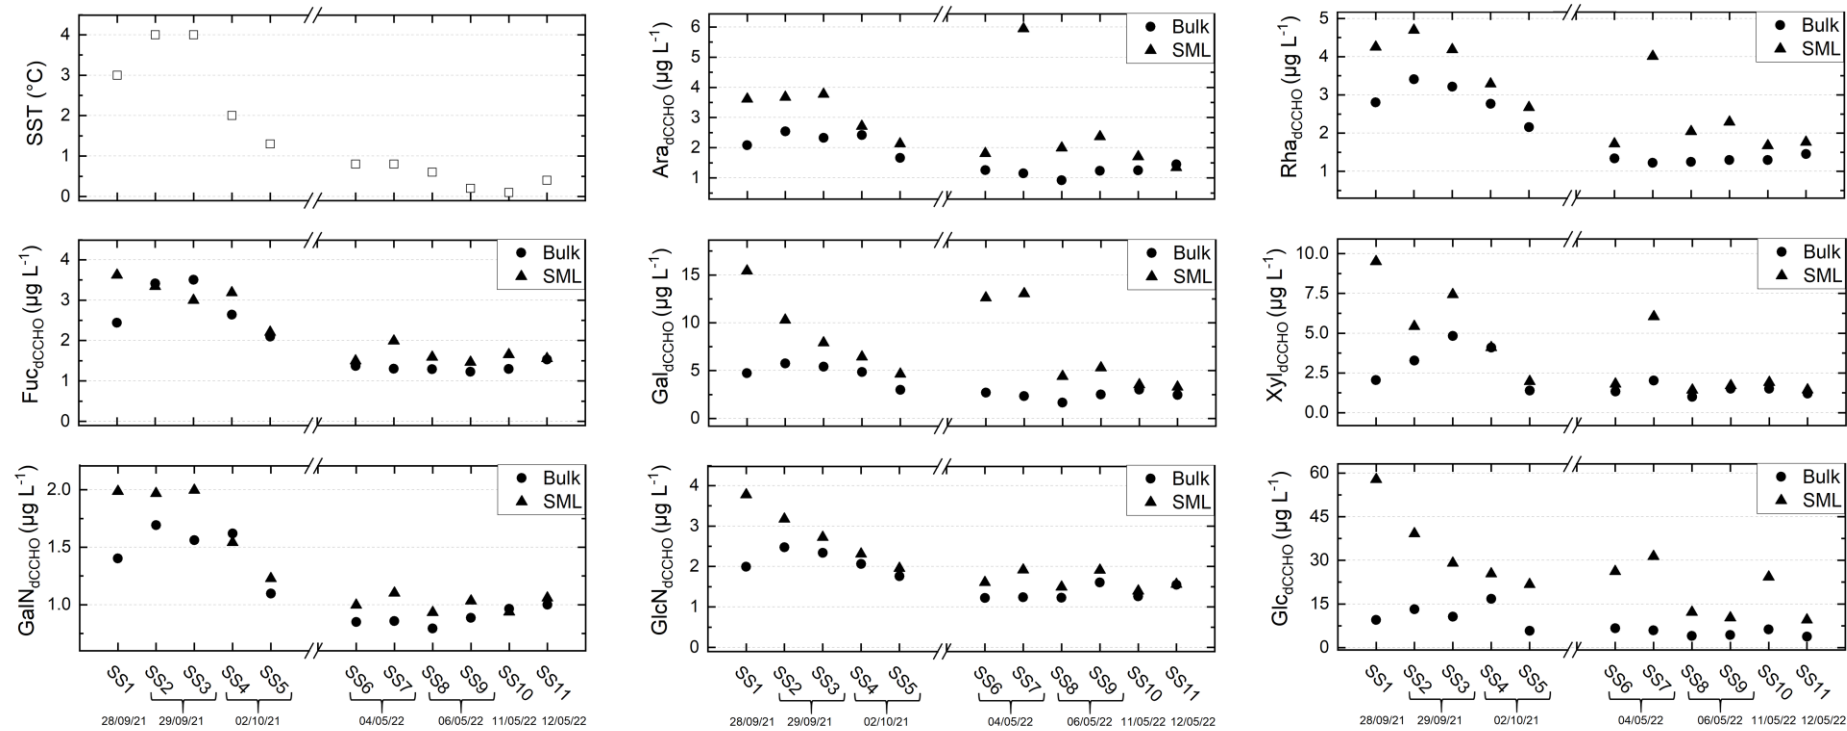 SST (°C)
4
3
2
1
0
Ara dCCHO (µg L-1)
6
5
4
3
2
1
Bulk
SML
Rha dCCHO (µg L-1)
5
4
3
2
1
Bulk
SML
Fuc dCCHO (µg L-1)
4
3
2
1
0
Bulk
SML
Gal dCCHO (µg L-1)
15
10
5
0
Bulk
SML
Xyl dCCHO (µg L-1)
10.0
7.5
5.0
2.5
0.0
Bulk
SML
GalN dCCHO (µg L-1)
2.0
1.5
1.0
Bulk
SML
GlcN dCCHO (µg L-1)
4
3
2
1
0
Bulk
SML
Glc dCCHO (µg L-1)
60
45
30
15
0
Bulk
SML
SS1 SS2 SS3 SS4 SS5 SS6 SS7 SS8 SS9 SS10 SS11
28/09/21 29/09/21 02/10/21 04/05/22 06/05/22 11/05/22 12/05/22
SS1 SS2 SS3 SS4 SS5 SS6 SS7 SS8 SS9 SS10 SS11
28/09/21 29/09/21 02/10/21 04/05/22 06/05/22 11/05/22 12/05/22
SS1 SS2 SS3 SS4 SS5 SS6 SS7 SS8 SS9 SS10 SS11
28/09/21 29/09/21 02/10/21 04/05/22 06/05/22 11/05/22 12/05/22